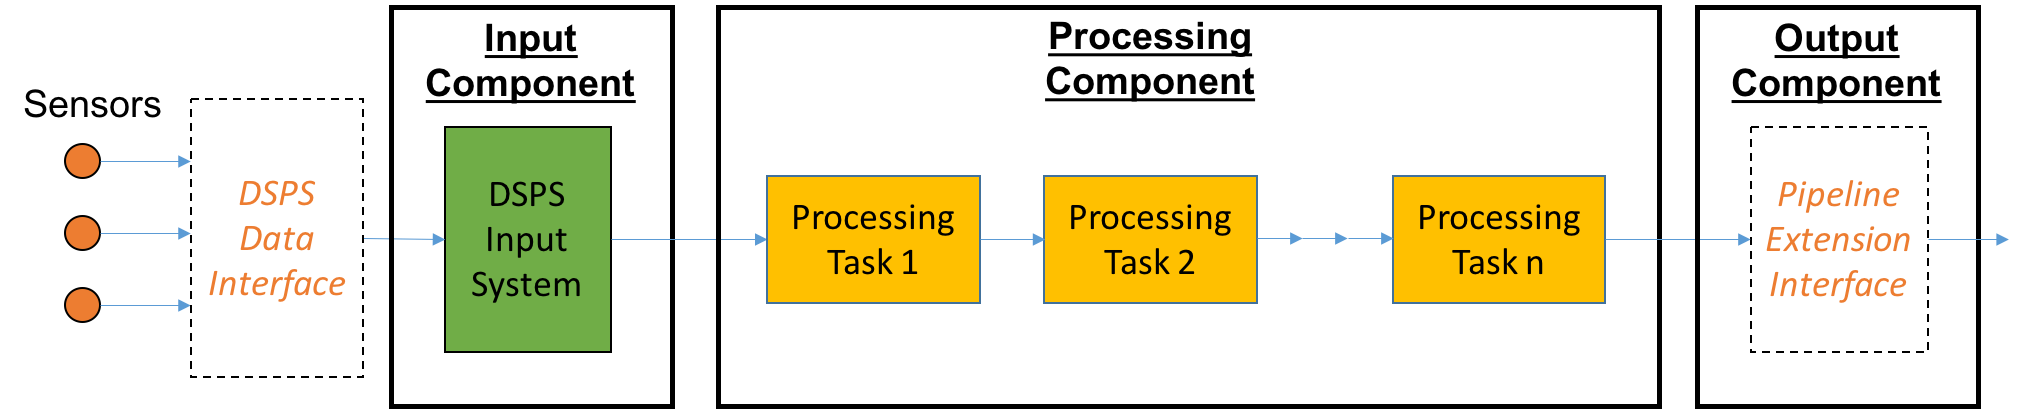 Sensors
DSPS
Data
Interface
Input
Component
DSPS
Input
System
Processing
Component
Processing
Task 1
Processing
Task 2
Processing
Task n
Output
Component
Pipeline
Extension
Interface